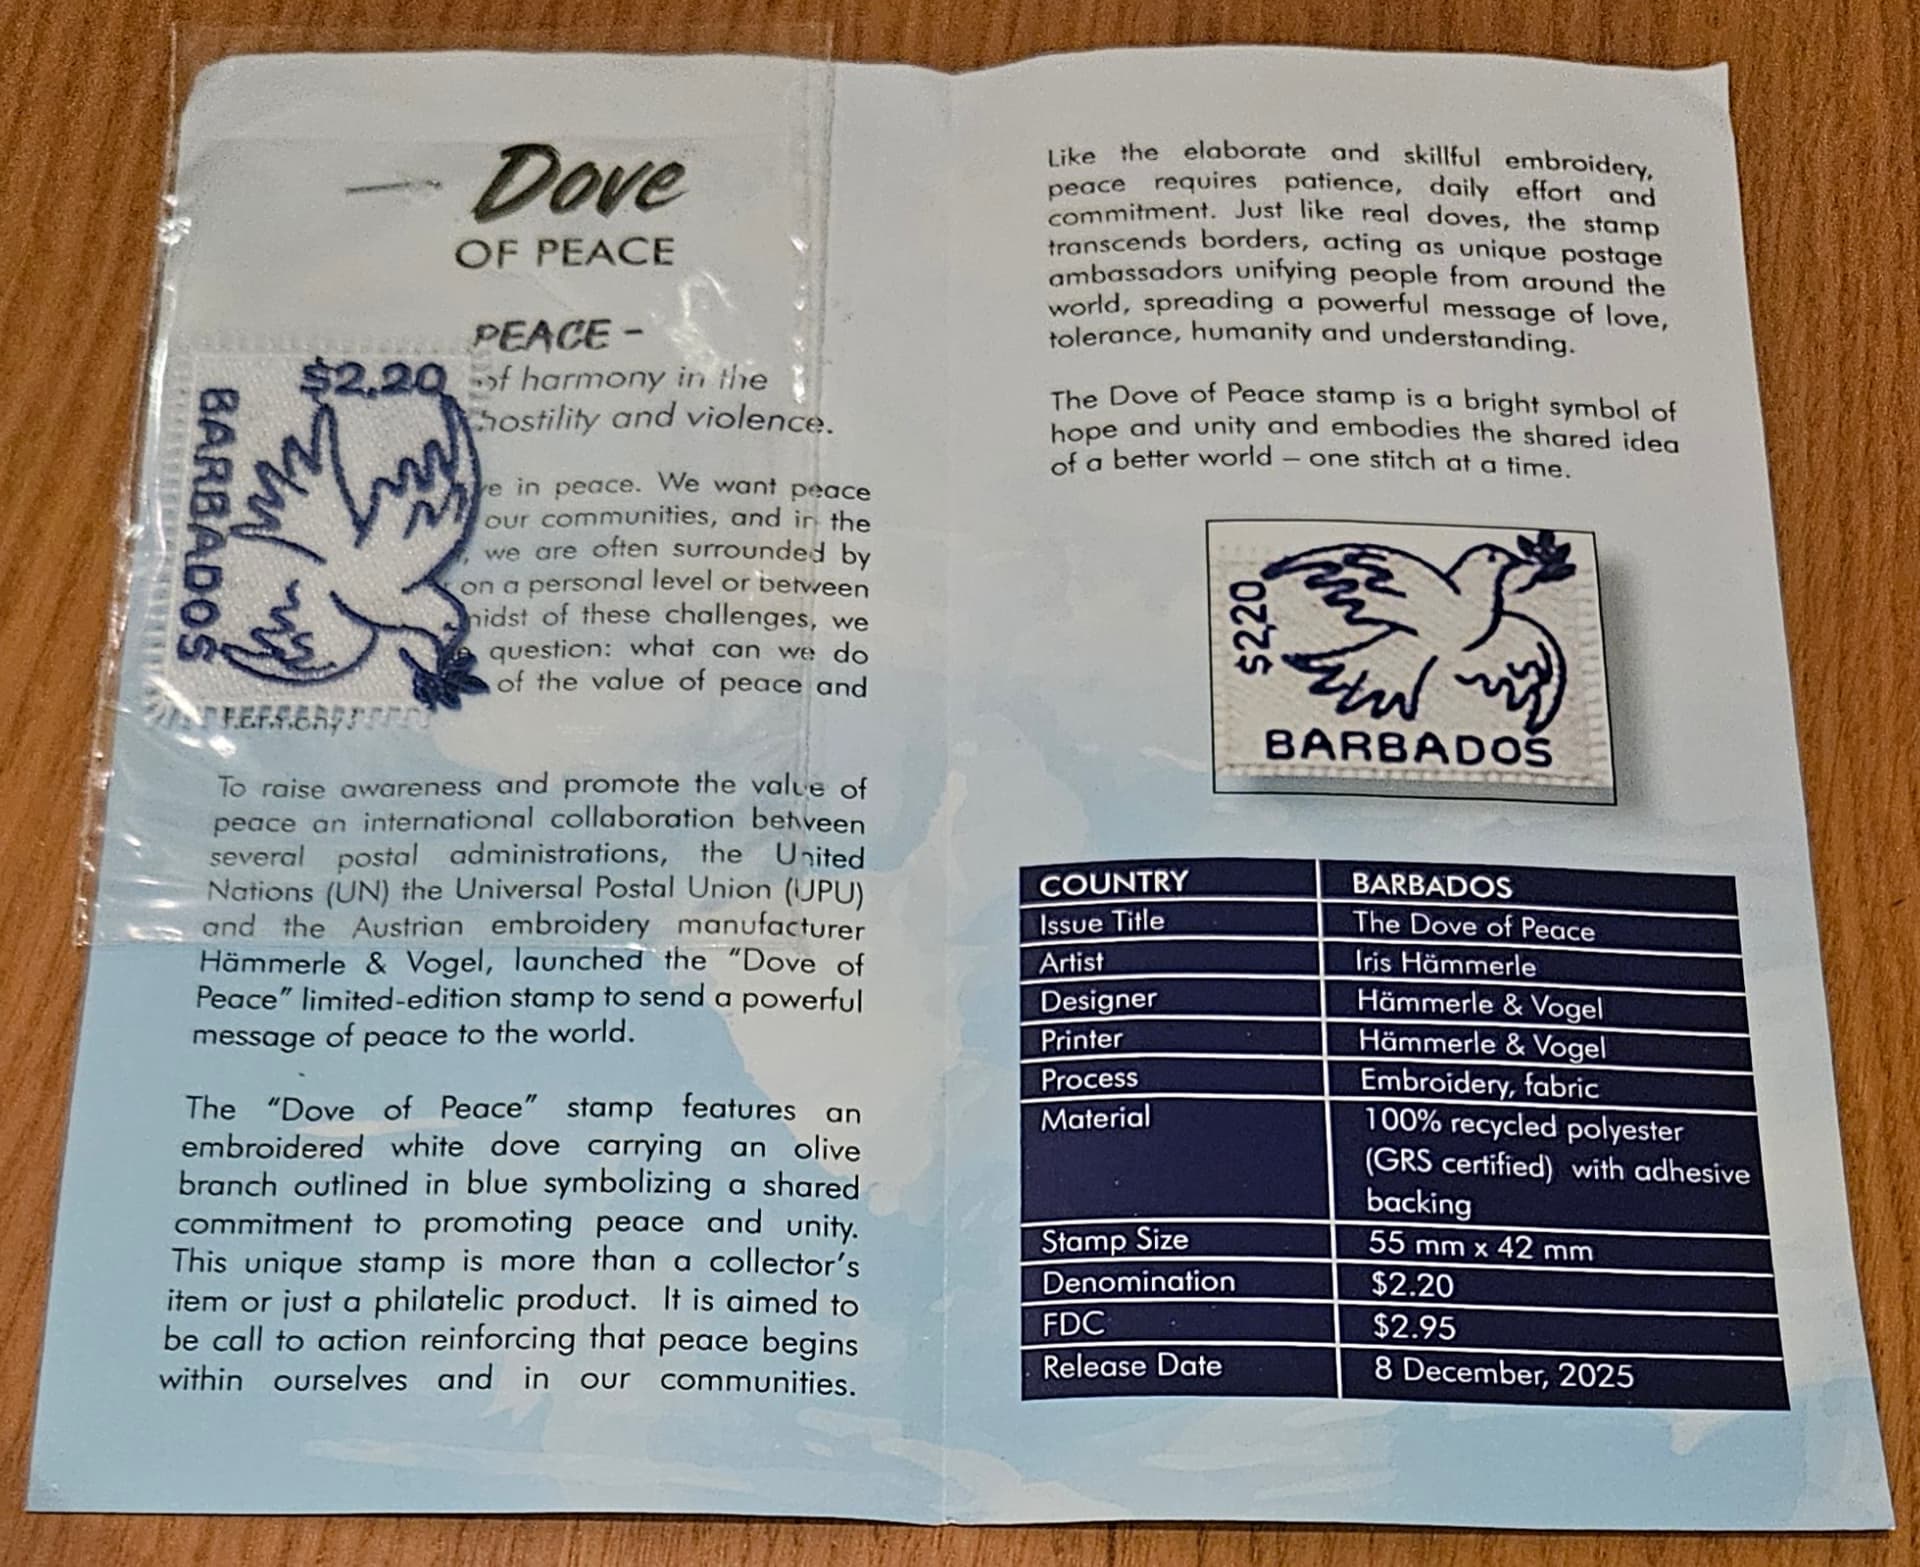 Dove
OF PEACE
PEACE -
of harmony in the
hostility and violence.
$2.20
BARBADOS
e in peace. We want peace
our communities, and in the
, we are often surrounded by
on a personal level or between
midst of these challenges, we
question: what can we do
of the value of peace and
harmony?
To raise awareness and promote the value of
peace an international collaboration between
several postal administrations, the United
Nations (UN) the Universal Postal Union (UPU)
and the Austrian embroidery manufacturer
Hämmerle & Vogel, launched the "Dove of
Peace" limited-edition stamp to send a powerful
message of peace to the world.
The "Dove of Peace" stamp features an
embroidered white dove carrying an olive
branch outlined in blue symbolizing a shared
commitment to promoting peace and unity.
This unique stamp is more than a collector's
item or just a philatelic product. It is aimed to
be call to action reinforcing that peace begins
within ourselves and in our communities.
Like the elaborate and skillful embroidery,
peace requires patience, daily effort and
commitment. Just like real doves, the stamp
transcends borders, acting as unique postage
ambassadors unifying people from around the
world, spreading a powerful message of love,
tolerance, humanity and understanding.
The Dove of Peace stamp is a bright symbol of
hope and unity and embodies the shared idea
of a better world – one stitch at a time.
$2.20
BARBADOS
COUNTRY BARBADOS
Issue Title The Dove of Peace
Artist Iris Hämmerle
Designer Hämmerle & Vogel
Printer Hämmerle & Vogel
Process Embroidery, fabric
Material 100% recycled polyester
(GRS certified) with adhesive
backing
Stamp Size 55 mm x 42 mm
Denomination $2.20
FDC $2.95
Release Date 8 December, 2025